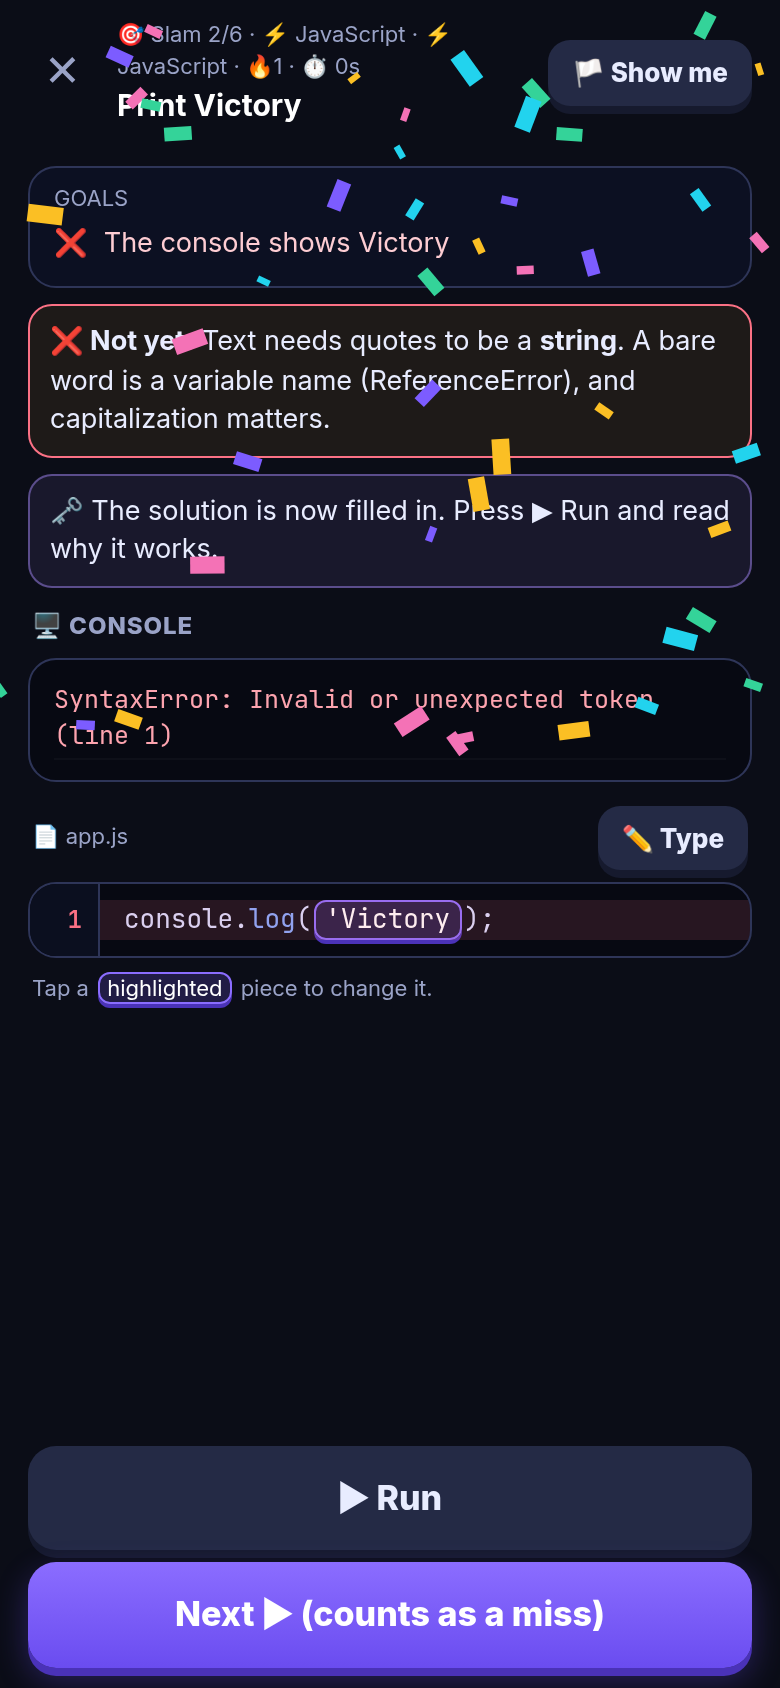 🎯 Slam 2/6 · ⚡ JavaScript · ⚡
JavaScript · 🔥1 · ⏱️ 0s
Print Victory
✕
🏳️ Show me
GOALS
❌ The console shows Victory
❌ Not yet. Text needs quotes to be a string. A bare
word is a variable name (ReferenceError), and
capitalization matters.
🗝️ The solution is now filled in. Press ▶ Run and read
why it works.
🖥️ CONSOLE
SyntaxError: Invalid or unexpected token
(line 1)
📄 app.js
✏️ Type
1 console.log('Victory);
Tap a highlighted piece to change it.
▶ Run
Next ▶ (counts as a miss)